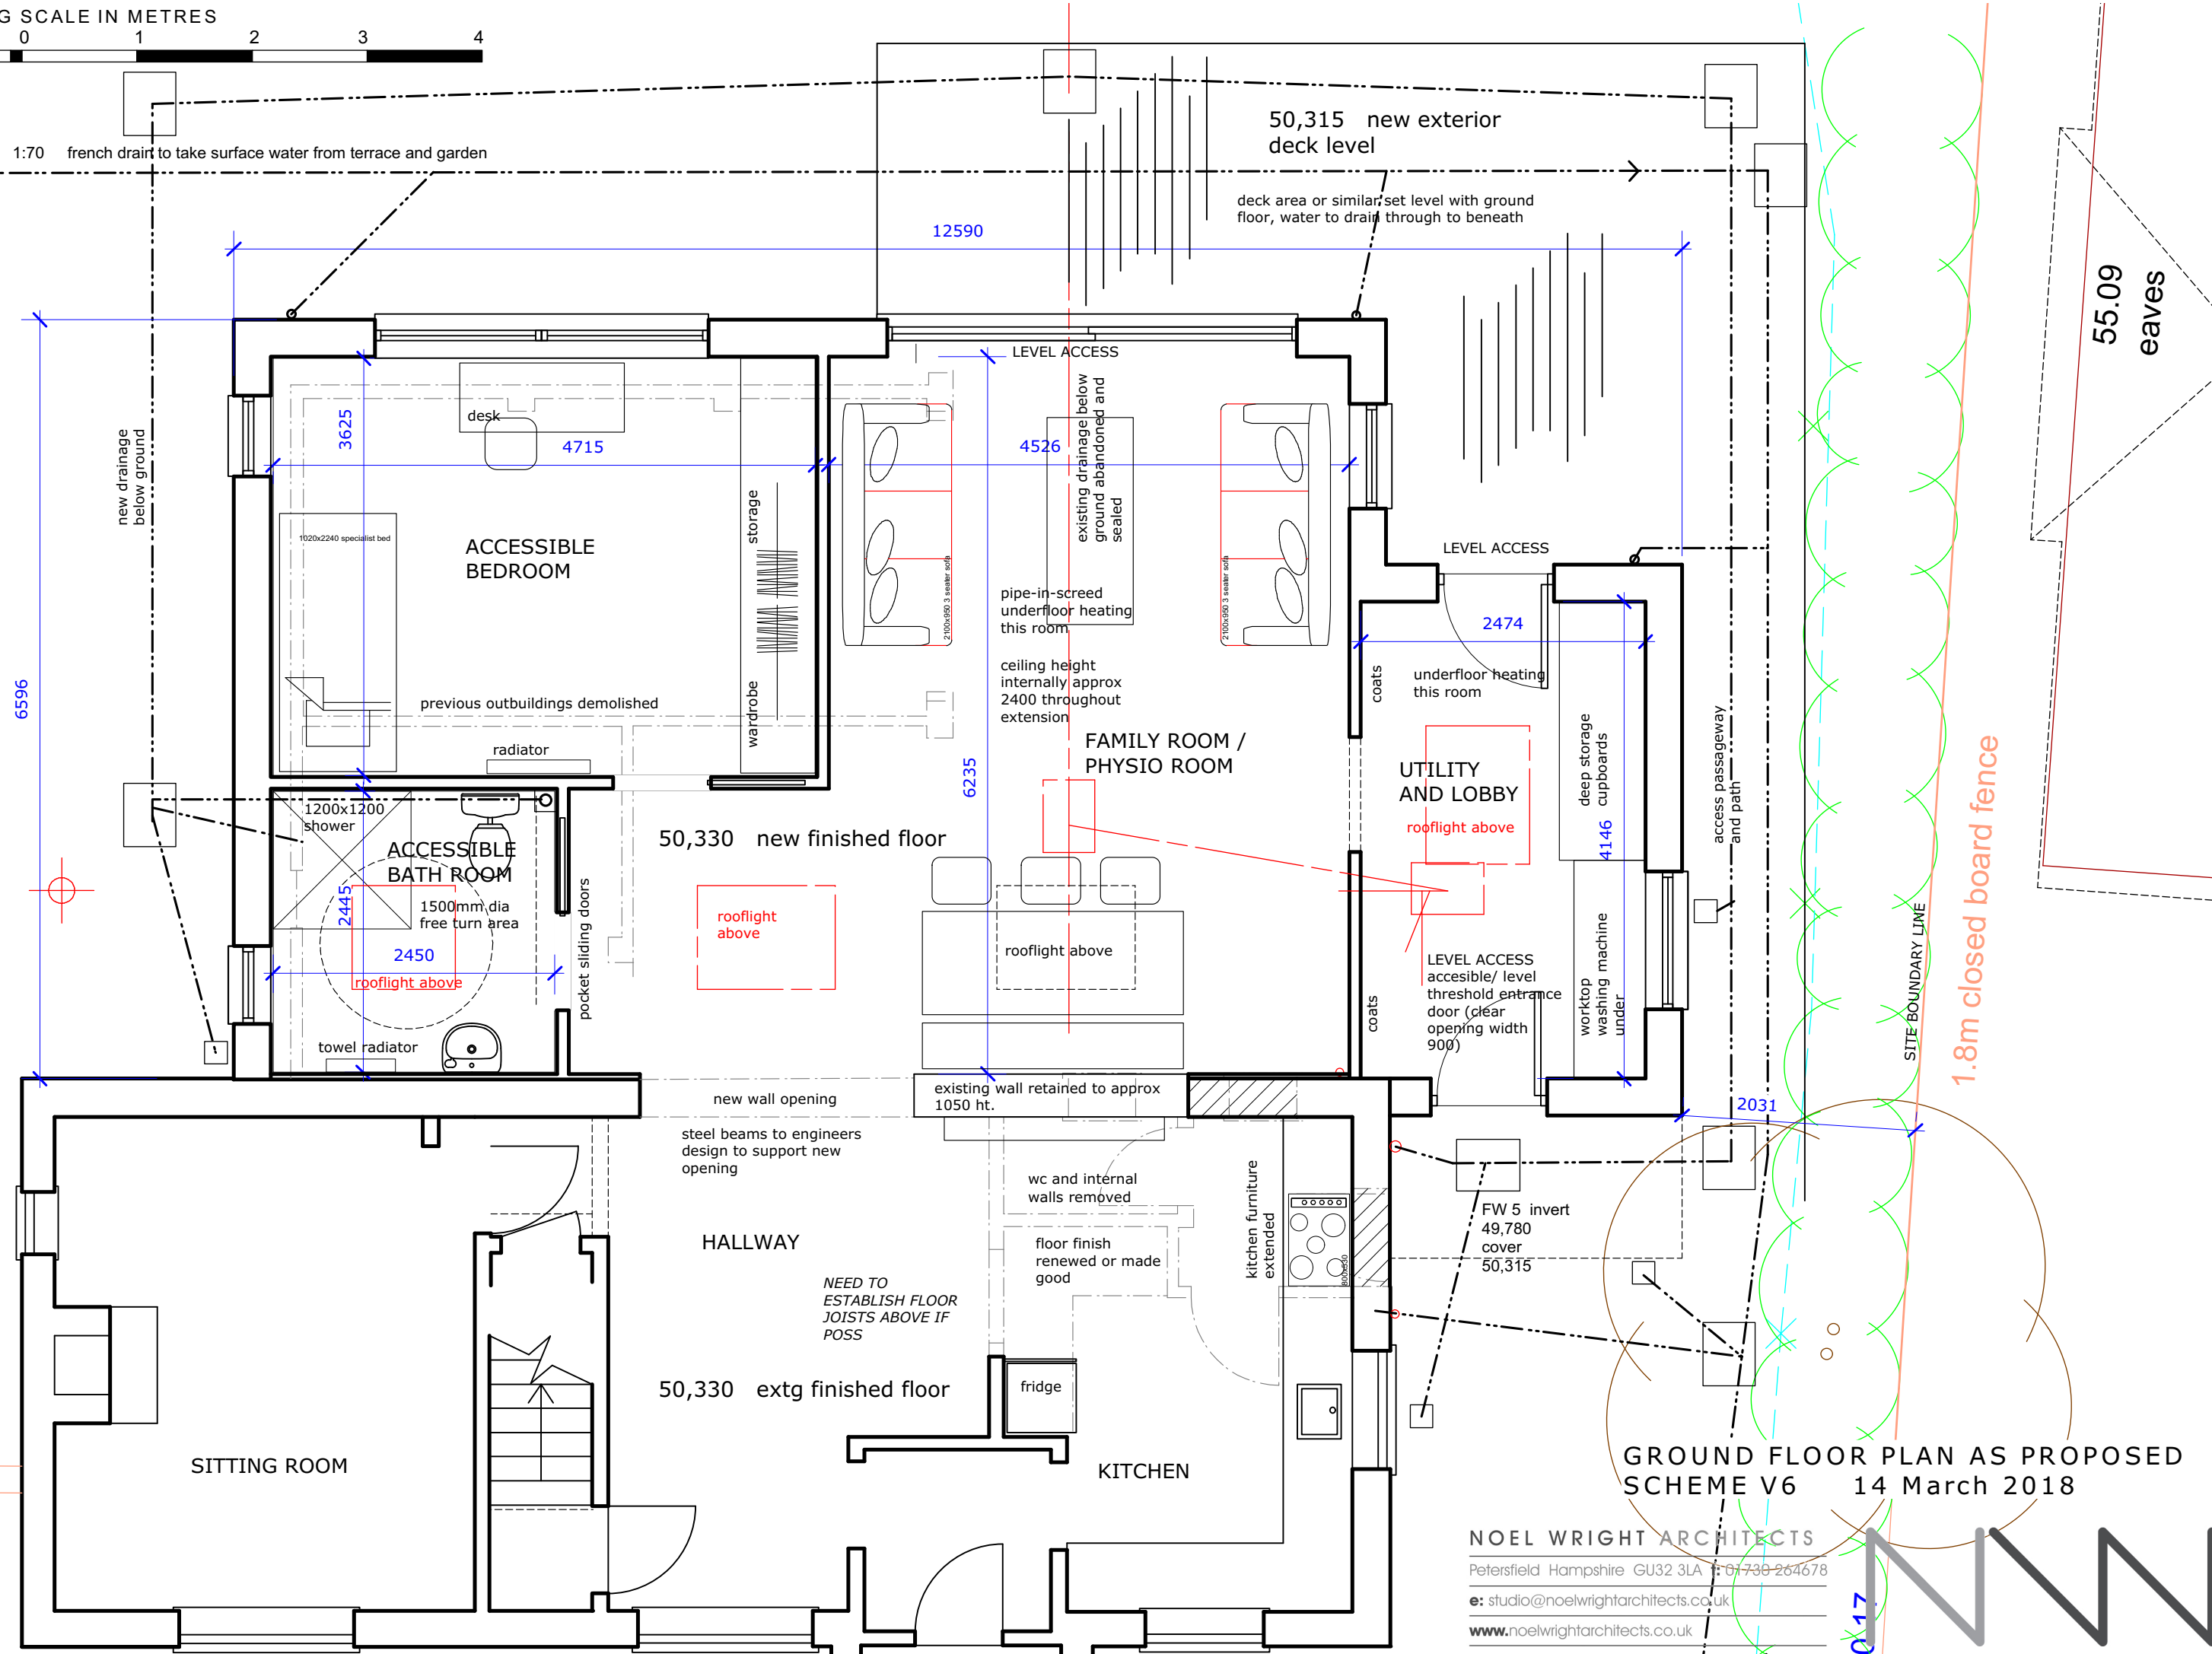 G SCALE IN METRES
0 1 2 3 4
1:70 french drain to take surface water from terrace and garden
50,315 new exterior
deck level
deck area or similar set level with ground
floor, water to drain through to beneath
12590
55.09
eaves
LEVEL ACCESS
new drainage
below ground
3625
desk
4715
4526
existing drainage below
ground abandoned and
sealed
storage
1020x2240 specialist bed
ACCESSIBLE
BEDROOM
2100x950 3 seater sofa
2100x950 3 seater sofa
LEVEL ACCESS
pipe-in-screed
underfloor heating
this room
2474
ceiling height
internally approx
2400 throughout
extension
coats
underfloor heating
this room
6596
previous outbuildings demolished
wardrobe
radiator
FAMILY ROOM /
PHYSIO ROOM
6235
UTILITY
AND LOBBY
deep storage
cupboards
access passageway
and path
1.8m closed board fence
1200x1200
shower
50,330 new finished floor
rooflight above
4146
ACCESSIBLE
BATH ROOM
2445
1500mm dia
free turn area
pocket sliding doors
rooflight
above
rooflight above
2450
rooflight above
LEVEL ACCESS
accesible/ level
threshold entrance
door (clear
opening width
900)
coats
worktop
washing machine
under
SITE BOUNDARY LINE
towel radiator
existing wall retained to approx
1050 ht.
new wall opening
2031
steel beams to engineers
design to support new
opening
wc and internal
walls removed
kitchen furniture
extended
FW 5 invert
49,780
cover
50,315
HALLWAY
floor finish
renewed or made
good
800x530
NEED TO
ESTABLISH FLOOR
JOISTS ABOVE IF
POSS
50,330 extg finished floor
fridge
SITTING ROOM
KITCHEN
GROUND FLOOR PLAN AS PROPOSED
SCHEME V6 14 March 2018
NOEL WRIGHT ARCHITECTS
Petersfield Hampshire GU32 3LA t: 01730 264678
e: studio@noelwrightarchitects.co.uk
www.noelwrightarchitects.co.uk
NW